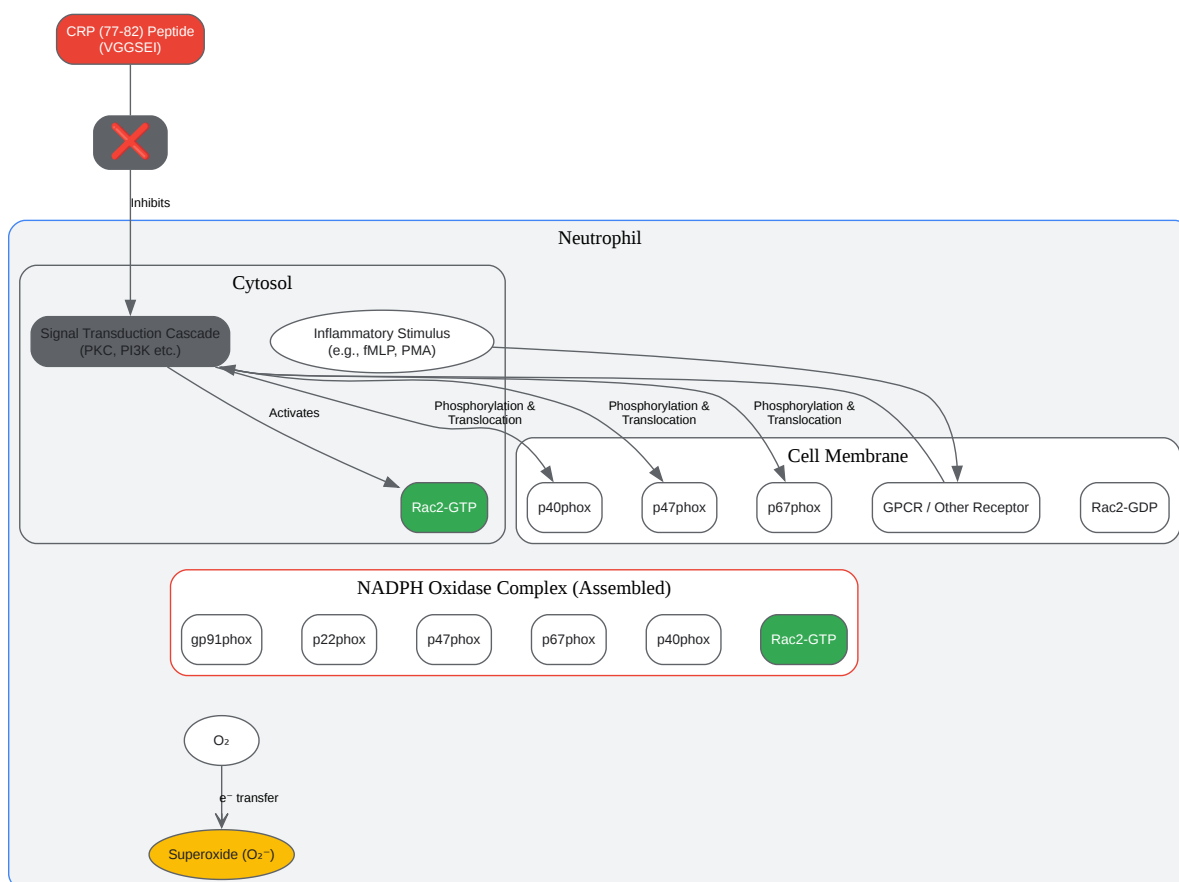 CRP (77-82) Peptide
(VGGSEI)
Inhibits
Neutrophil
Cytosol
Signal Transduction Cascade
(PKC, PI3K etc.)
Inflammatory Stimulus
(e.g., fMLP, PMA)
Activates
Phosphorylation &
Translocation
Phosphorylation &
Translocation
Phosphorylation &
Translocation
Cell Membrane
Rac2-GTP
p40phox
p47phox
p67phox
GPCR / Other Receptor
Rac2-GDP
NADPH Oxidase Complex (Assembled)
gp91phox
p22phox
p47phox
p67phox
p40phox
Rac2-GTP
O₂
e⁻ transfer
Superoxide (O₂⁻)